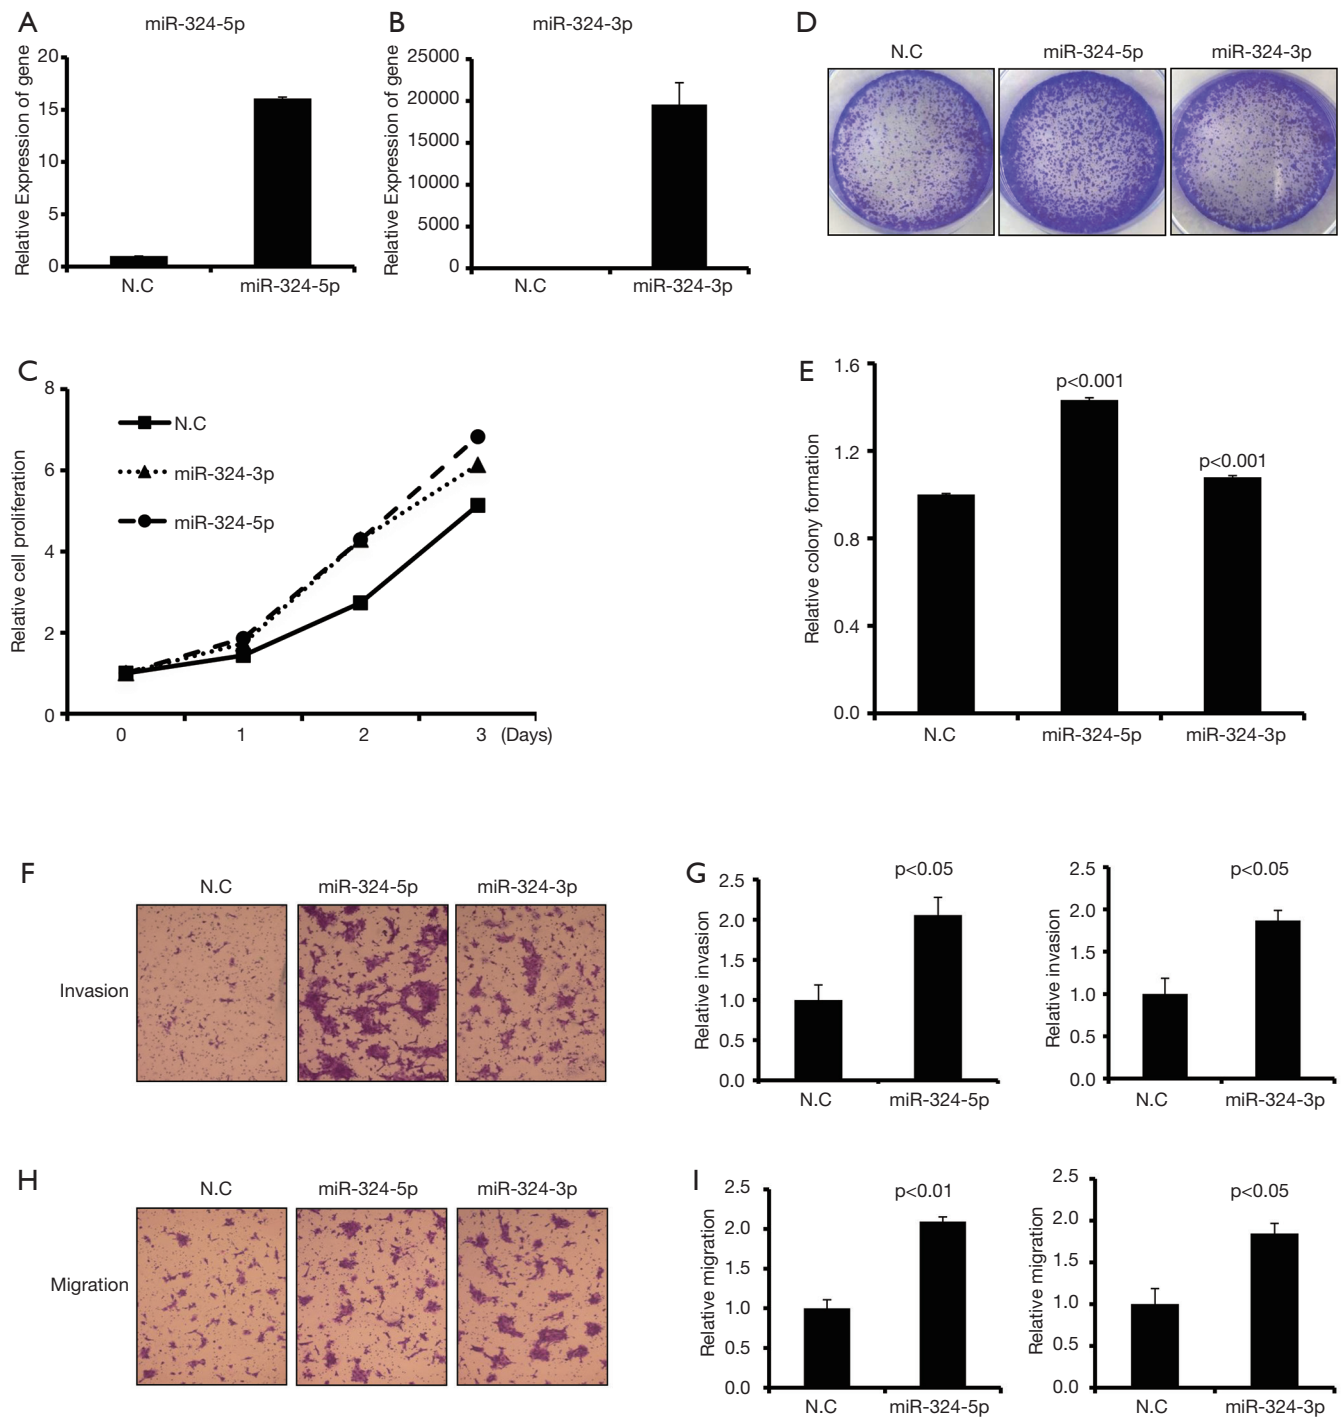 A
miR-324-5p
Relative Expression of gene
20
15
10
5
0
N.C
miR-324-5p
B
miR-324-3p
Relative Expression of gene
25000
20000
15000
10000
5000
0
N.C
miR-324-3p
D
N.C
miR-324-5p
miR-324-3p
C
Relative cell proliferation
8
6
4
2
0
N.C
miR-324-3p
miR-324-5p
0
1
2
3
(Days)
E
Relative colony formation
1.6
1.2
0.8
0.4
0.0
p<0.001
p<0.001
N.C
miR-324-5p
miR-324-3p
F
N.C
miR-324-5p
miR-324-3p
Invasion
G
Relative invasion
2.5
2.0
1.5
1.0
0.5
0.0
p<0.05
N.C
miR-324-5p
Relative invasion
2.5
2.0
1.5
1.0
0.5
0.0
p<0.05
N.C
miR-324-3p
H
N.C
miR-324-5p
miR-324-3p
Migration
I
Relative migration
2.5
2.0
1.5
1.0
0.5
0.0
p<0.01
N.C
miR-324-5p
Relative migration
2.5
2.0
1.5
1.0
0.5
0.0
p<0.05
N.C
miR-324-3p